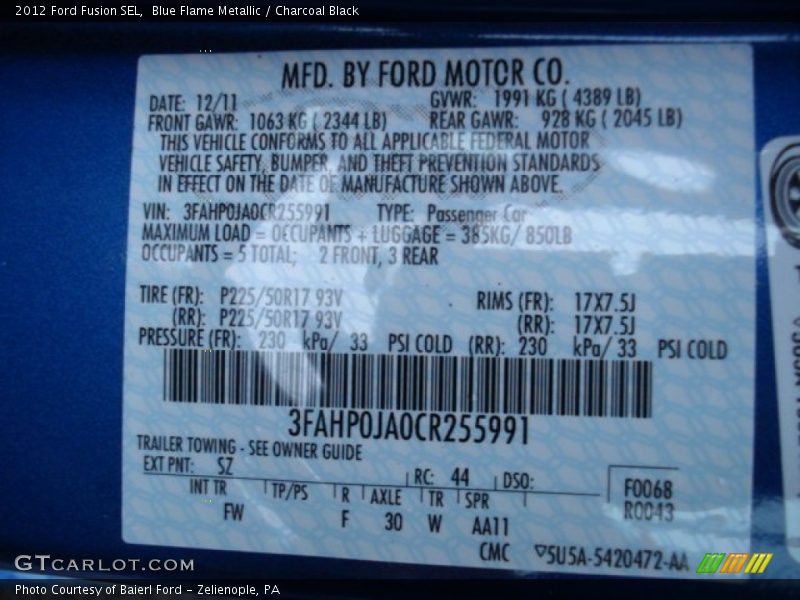 2012 Ford Fusion SEL,  Blue Flame Metallic / Charcoal Black
MFD. BY FORD MOTOR CO.
DATE: 12/11 GVWR: 1991 KG ( 4389 LB)
FRONT GAWR: 1063 KG ( 2344 LB) REAR GAWR: 928 KG ( 2045 LB)
THIS VEHICLE CONFORMS TO ALL APPLICABLE FEDERAL MOTOR
VEHICLE SAFETY, BUMPER, AND THEFT PREVENTION STANDARDS
IN EFFECT ON THE DATE OF MANUFACTURE SHOWN ABOVE.
VIN: 3FAHP0JA0CR255991 TYPE: Passenger Car
MAXIMUM LOAD = OCCUPANTS + LUGGAGE = 385KG/ 850LB
OCCUPANTS = 5 TOTAL; 2 FRONT, 3 REAR
TIRE (FR): P225/50R17 93V RIMS (FR): 17X7.5J
(RR): P225/50R17 93V (RR): 17X7.5J
PRESSURE (FR): 230 kPa/ 33 PSI COLD (RR): 230 kPa/ 33 PSI COLD
3FAHP0JA0CR255991
TRAILER TOWING - SEE OWNER GUIDE
EXT PNT: SZ RC: 44 DSO: F0068
INT TR TP/PS R AXLE TR SPR R0043
FW F 30 W AA11
CMC ▽5U5A-5420472-AA
GTCARLOT.COM
Photo Courtesy of Baierl Ford - Zelienople, PA